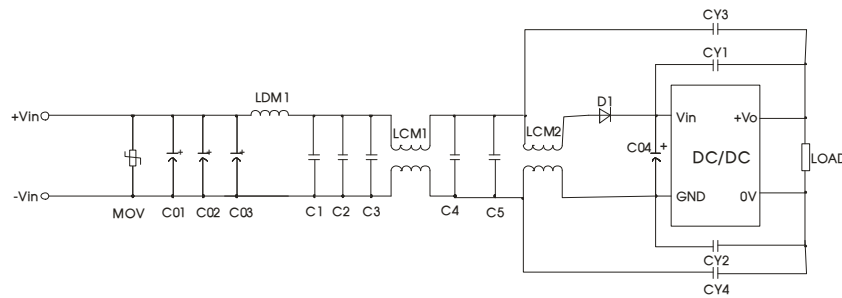 CY3
CY1
LDM1
D1
+Vin
LCM1
LCM2
Vin
+Vo
C04
+
DC/DC
LOAD
-Vin
GND
0V
MOV
C01
+
C02
+
C03
+
C1
C2
C3
C4
C5
CY2
CY4